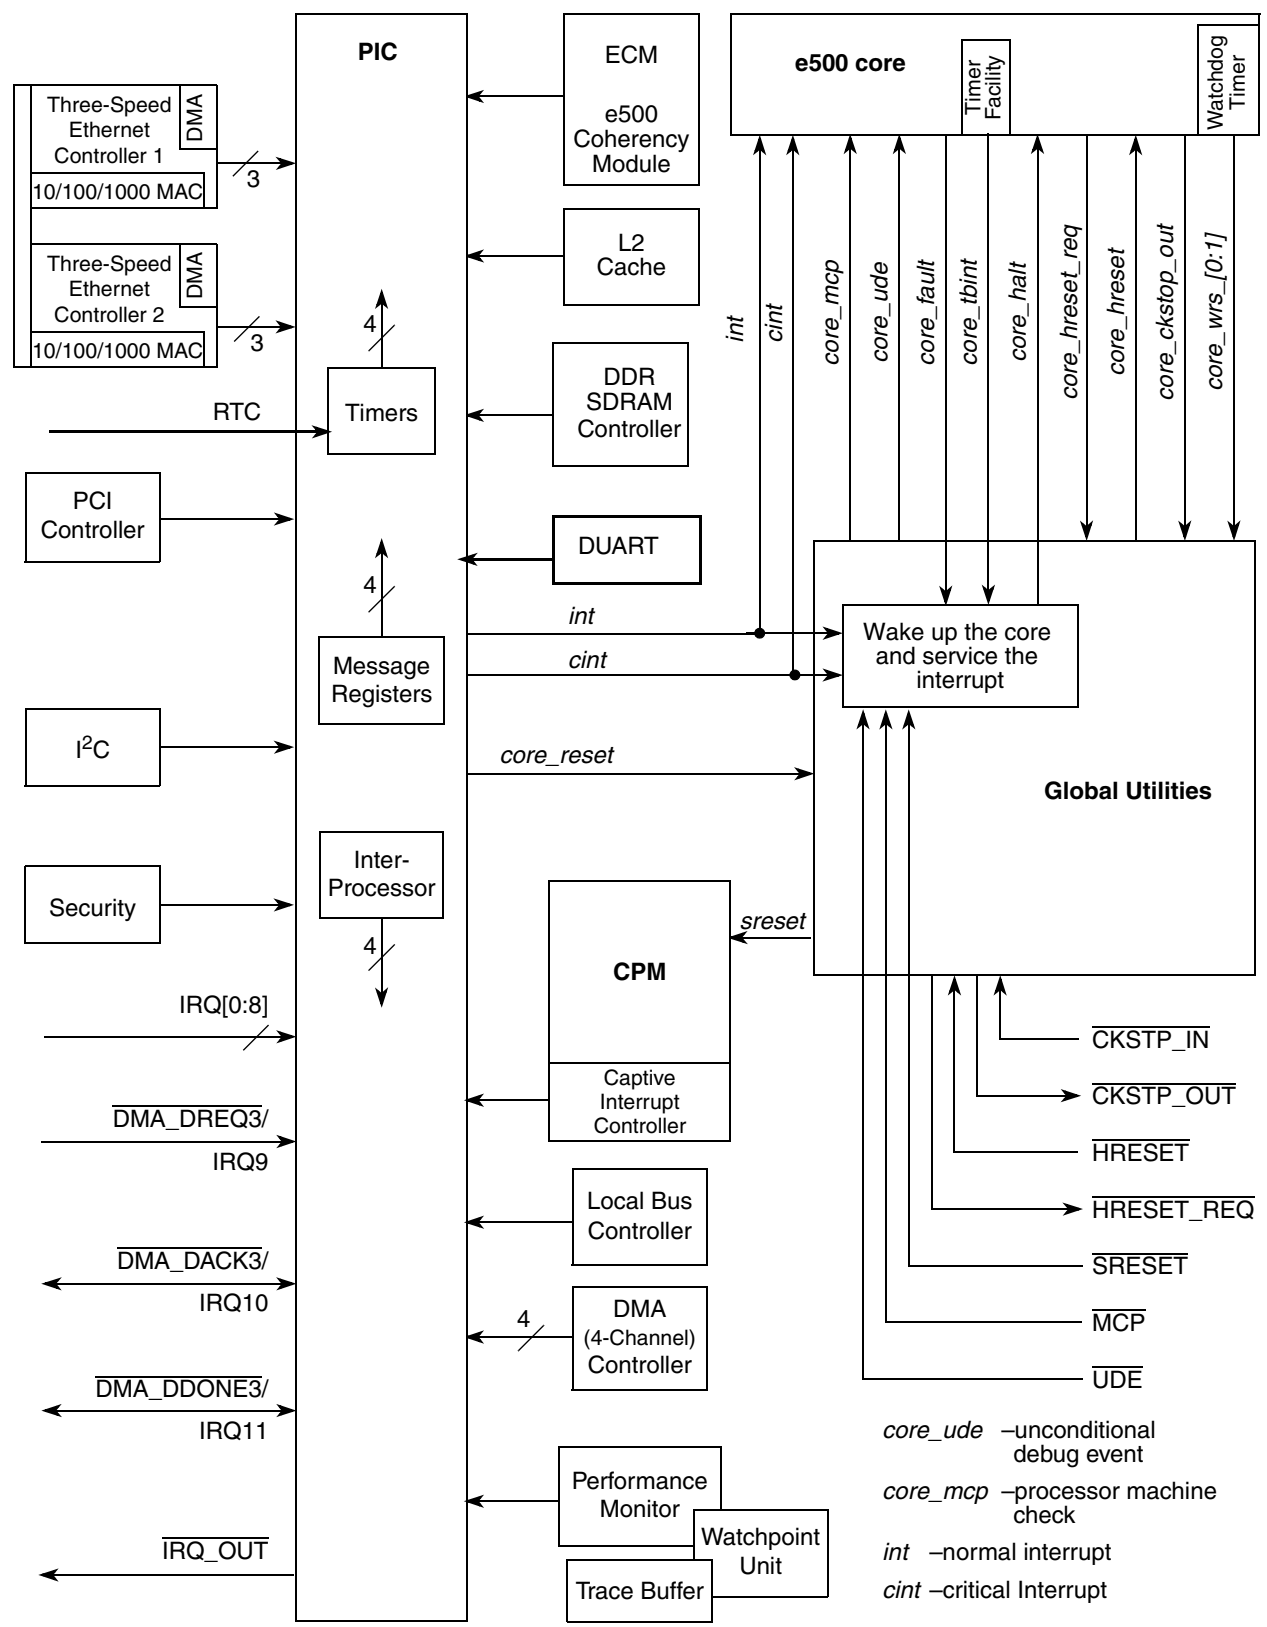 PIC
ECM
e500
Coherency
Module
e500 core
Timer
Facility
Watchdog
Timer
Three-Speed
Ethernet
Controller 1
DMA
10/100/1000 MAC
3
Three-Speed
Ethernet
Controller 2
DMA
10/100/1000 MAC
3
L2
Cache
DDR
SDRAM
Controller
DUART
4
Timers
RTC
PCI
Controller
4
Message
Registers
I²C
Security
Inter-
Processor
4
int
cint
core_mcp
core_ude
core_fault
core_tbint
core_halt
core_hreset_req
core_hreset
core_ckstop_out
core_wrs_[0:1]
int
cint
core_reset
Wake up the core
and service the
interrupt
Global Utilities
sreset
CPM
Captive
Interrupt
Controller
IRQ[0:8]
DMA_DREQ3/
IRQ9
DMA_DACK3/
IRQ10
DMA_DDONE3/
IRQ11
IRQ_OUT
Local Bus
Controller
4
DMA
(4-Channel)
Controller
Performance
Monitor
Watchpoint
Unit
Trace Buffer
CKSTP_IN
CKSTP_OUT
HRESET
HRESET_REQ
SRESET
MCP
UDE
core_ude –unconditional
debug event
core_mcp –processor machine
check
int –normal interrupt
cint –critical Interrupt